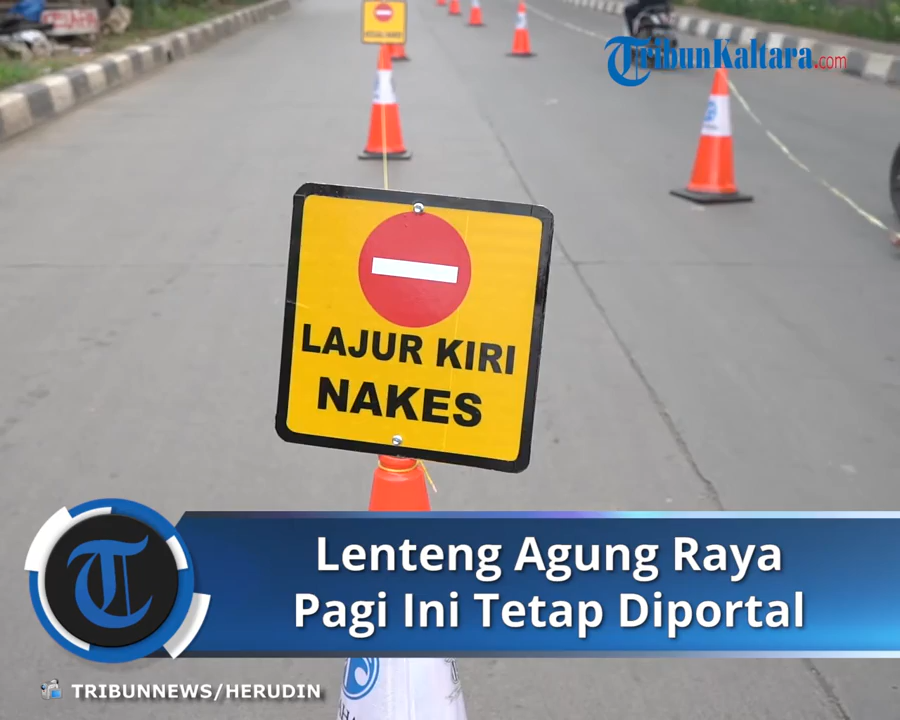 TribunKaltara.com
LAJUR KIRI
NAKES
Lenteng Agung Raya
Pagi Ini Tetap Diportal
TRIBUNNEWS/HERUDIN